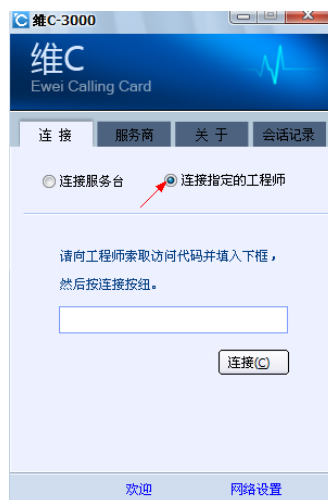 维C-3000
维C
Ewei Calling Card
连 接 服务商 关 于 会话记录
连接服务台 连接指定的工程师
请向工程师索取访问代码并填入下框，
然后按连接按纽。
连接(C)
欢迎 网络设置